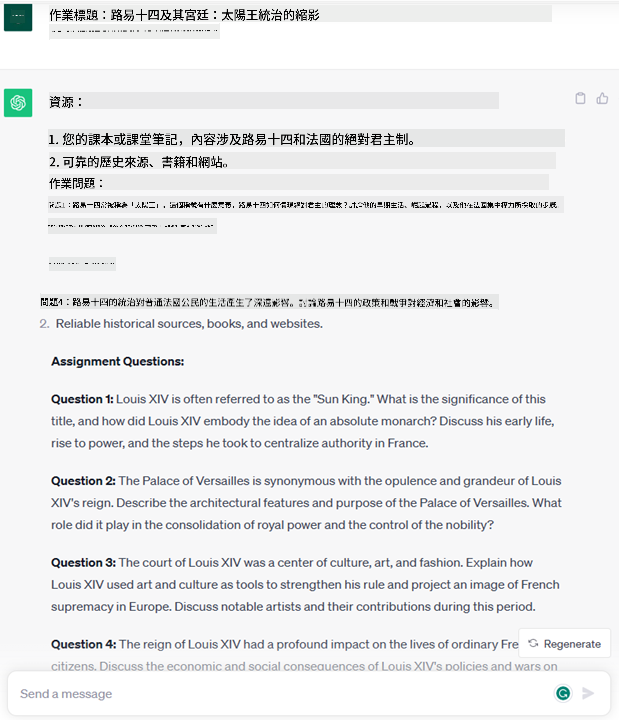 作業標題：路易十四及其宮廷：太陽王統治的縮影
資源：
1. 您的課本或課堂筆記，內容涉及路易十四和法國的絕對君主制。
2. 可靠的歷史來源、書籍和網站。
作業問題：
問題4：路易十四的統治對普通法國公民的生活產生了深遠影響。討論路易十四的政策和戰爭對經濟和社會的影響。
2. Reliable historical sources, books, and websites.
Assignment Questions:
Question 1: Louis XIV is often referred to as the "Sun King." What is the significance of this
title, and how did Louis XIV embody the idea of an absolute monarch? Discuss his early life,
rise to power, and the steps he took to centralize authority in France.
Question 2: The Palace of Versailles is synonymous with the opulence and grandeur of Louis
XIV's reign. Describe the architectural features and purpose of the Palace of Versailles. What
role did it play in the consolidation of royal power and the control of the nobility?
Question 3: The court of Louis XIV was a center of culture, art, and fashion. Explain how
Louis XIV used art and culture as tools to strengthen his rule and project an image of French
supremacy in Europe. Discuss notable artists and their contributions during this period.
Question 4: The reign of Louis XIV had a profound impact on the lives of ordinary Fre
Regenerate
citizens. Discuss the economic and social consequences of Louis XIV's policies and wars on
Send a message